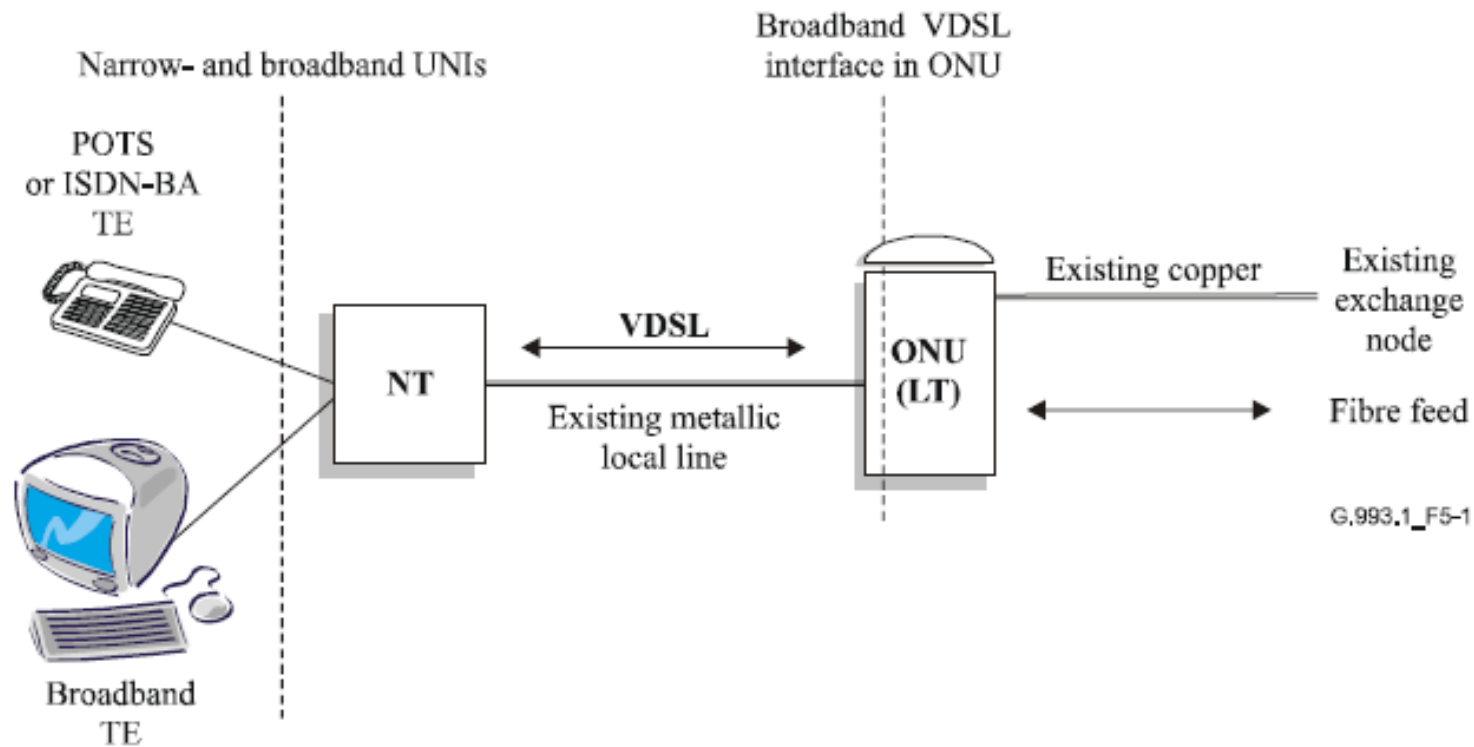 Narrow- and broadband UNIs
Broadband VDSL
interface in ONU
POTS
or ISDN-BA
TE
VDSL
NT
Existing metallic
local line
ONU
(LT)
Existing copper
Existing
exchange
node
Fibre feed
G.993.1_F5-1
Broadband
TE